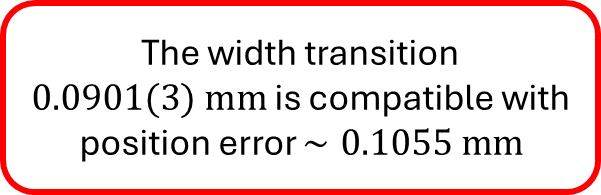 The width transition
0.0901(3) mm is compatible with
position error ~ 0.1055 mm